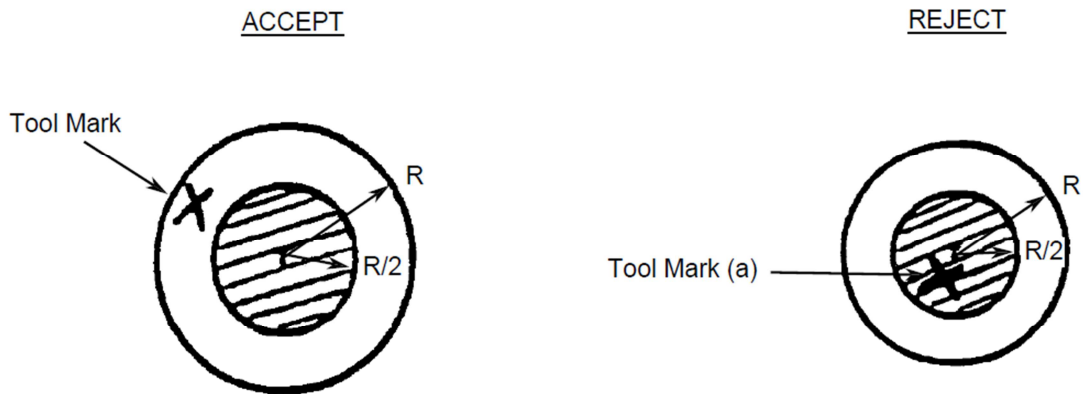 ACCEPT
REJECT
Tool Mark
R
R/2
R
R/2
Tool Mark (a)